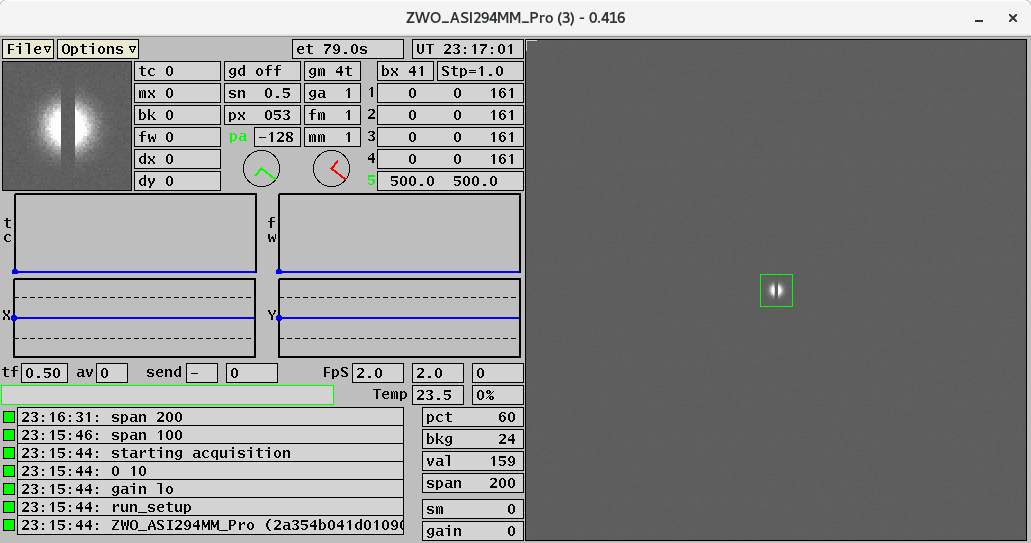 ZWO_ASI294MM_Pro (3) - 0.416
File Options et 79.0s UT 23:17:01
tc 0 gd off gm 4t bx 41 Stp=1.0
mx 0 sn 0.5 ga 1 1 0 0 161
bk 0 px 053 fm 1 2 0 0 161
fw 0 pa -128 mm 1 3 0 0 161
dx 0 4 0 0 161
dy 0 5 500.0 500.0
tc fw
X Y
tf 0.50 av 0 send - 0 FpS 2.0 2.0 0
Temp 23.5 0%
23:16:31: span 200
23:15:46: span 100
23:15:44: starting acquisition
23:15:44: 0 10
23:15:44: gain lo
23:15:44: run_setup
23:15:44: ZWO_ASI294MM_Pro (2a354b041d0109
pct 60
bkg 24
val 159
span 200
sm 0
gain 0